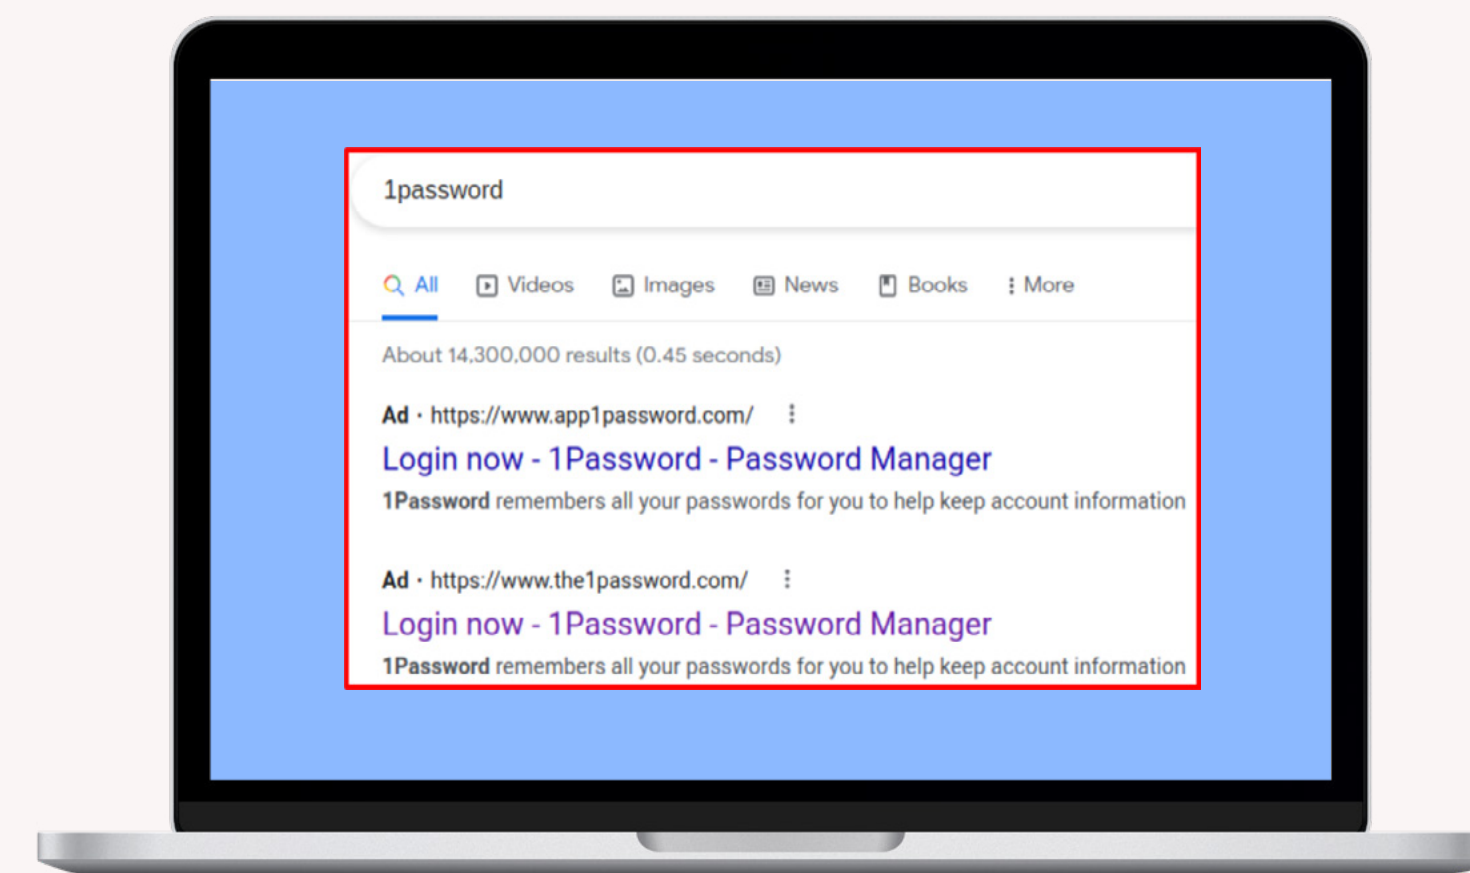 1password
All Videos Images News Books More
About 14,300,000 results (0.45 seconds)
Ad · https://www.app1password.com/
Login now - 1Password - Password Manager
1Password remembers all your passwords for you to help keep account information
Ad · https://www.the1password.com/
Login now - 1Password - Password Manager
1Password remembers all your passwords for you to help keep account information